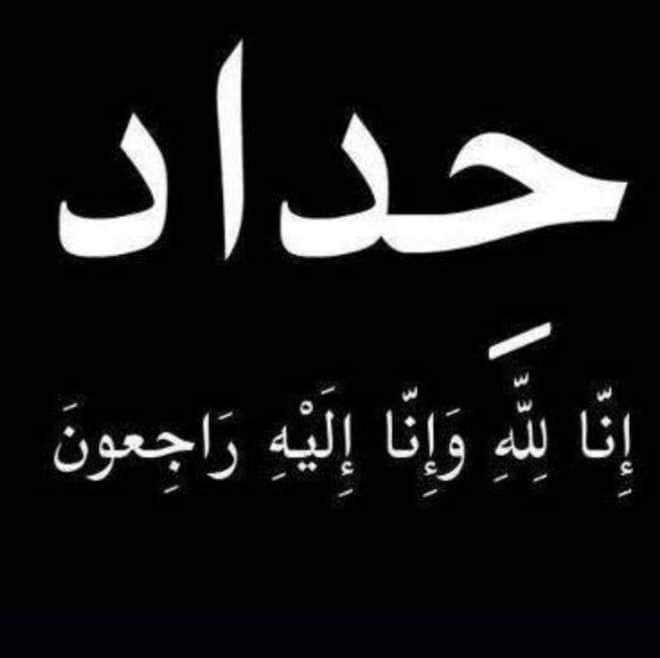 حِداد
إِنّا لِلّهِ وَإِنّا إِلَيْهِ رَاجِعونَ